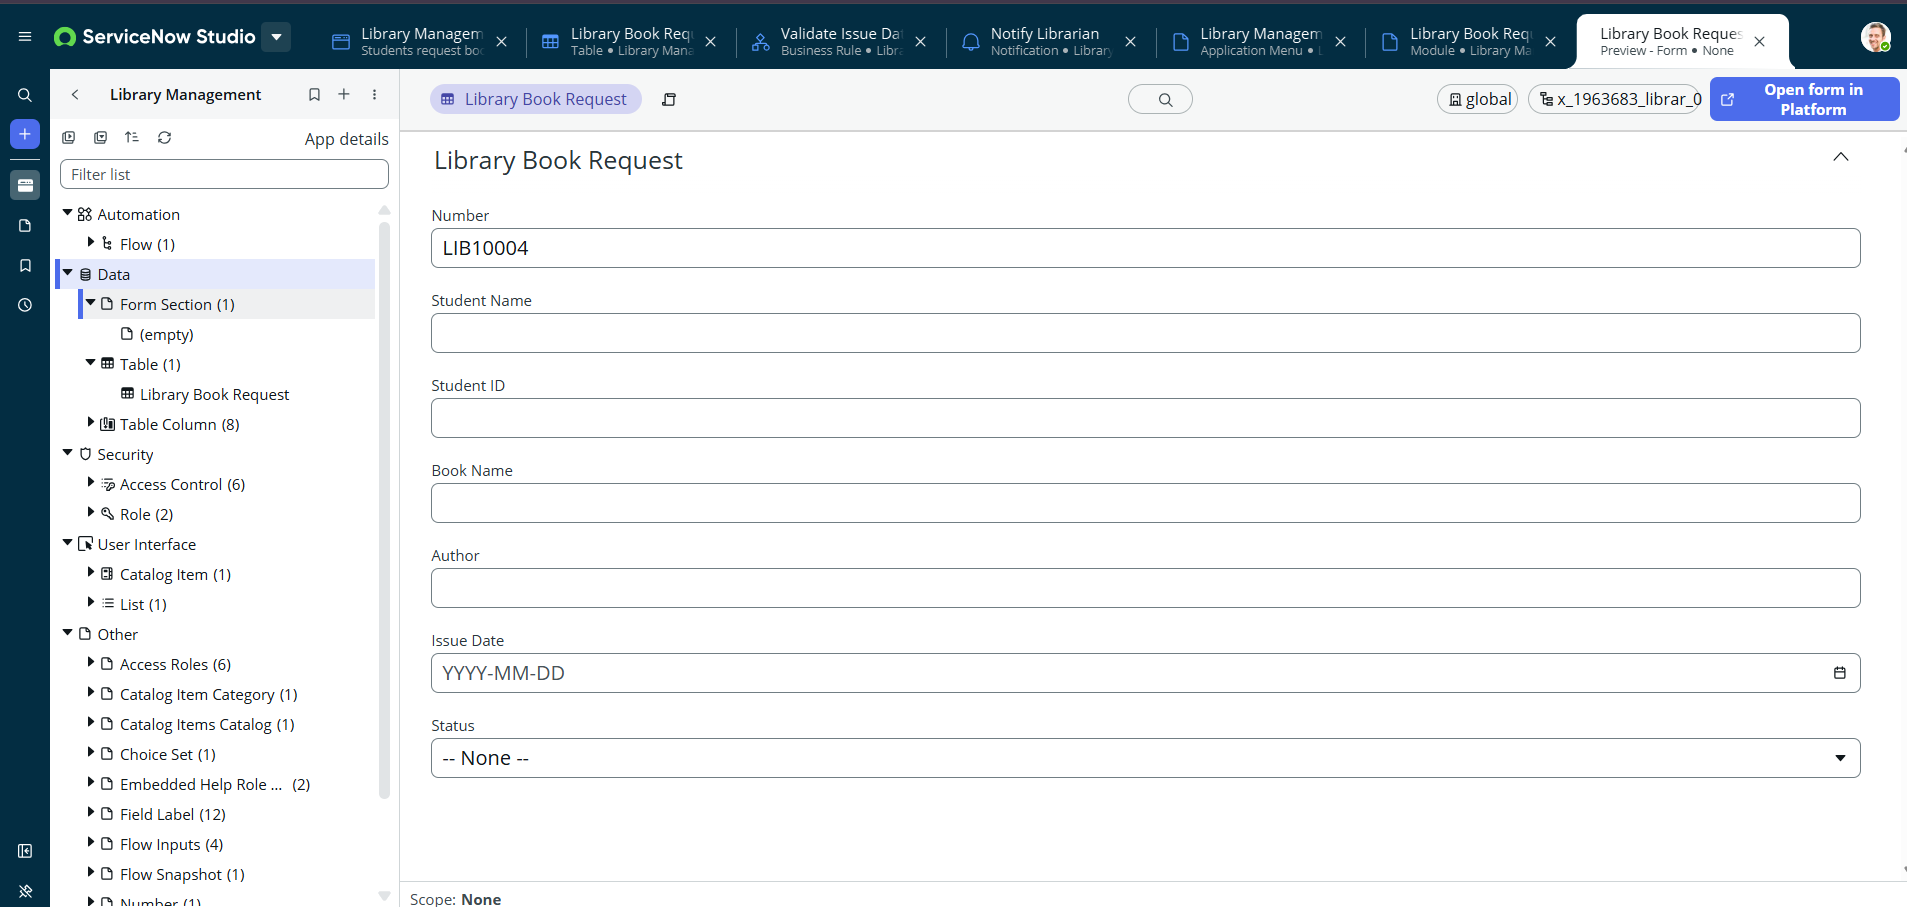 ServiceNow Studio
Library Managem
Students request boo
Library Book Requ
Table • Library Mana
Validate Issue Dat
Business Rule • Libra
Notify Librarian
Notification • Library
Library Managem
Application Menu • L
Library Book Requ
Module • Library Ma
Library Book Reques
Preview - Form • None
Library Management
App details
Filter list
Automation
Flow (1)
Data
Form Section (1)
(empty)
Table (1)
Library Book Request
Table Column (8)
Security
Access Control (6)
Role (2)
User Interface
Catalog Item (1)
List (1)
Other
Access Roles (6)
Catalog Item Category (1)
Catalog Items Catalog (1)
Choice Set (1)
Embedded Help Role ... (2)
Field Label (12)
Flow Inputs (4)
Flow Snapshot (1)
Number (1)
Library Book Request
global
x_1963683_librar_0
Open form in
Platform
Library Book Request
Number
LIB10004
Student Name
Student ID
Book Name
Author
Issue Date
YYYY-MM-DD
Status
-- None --
Scope: None